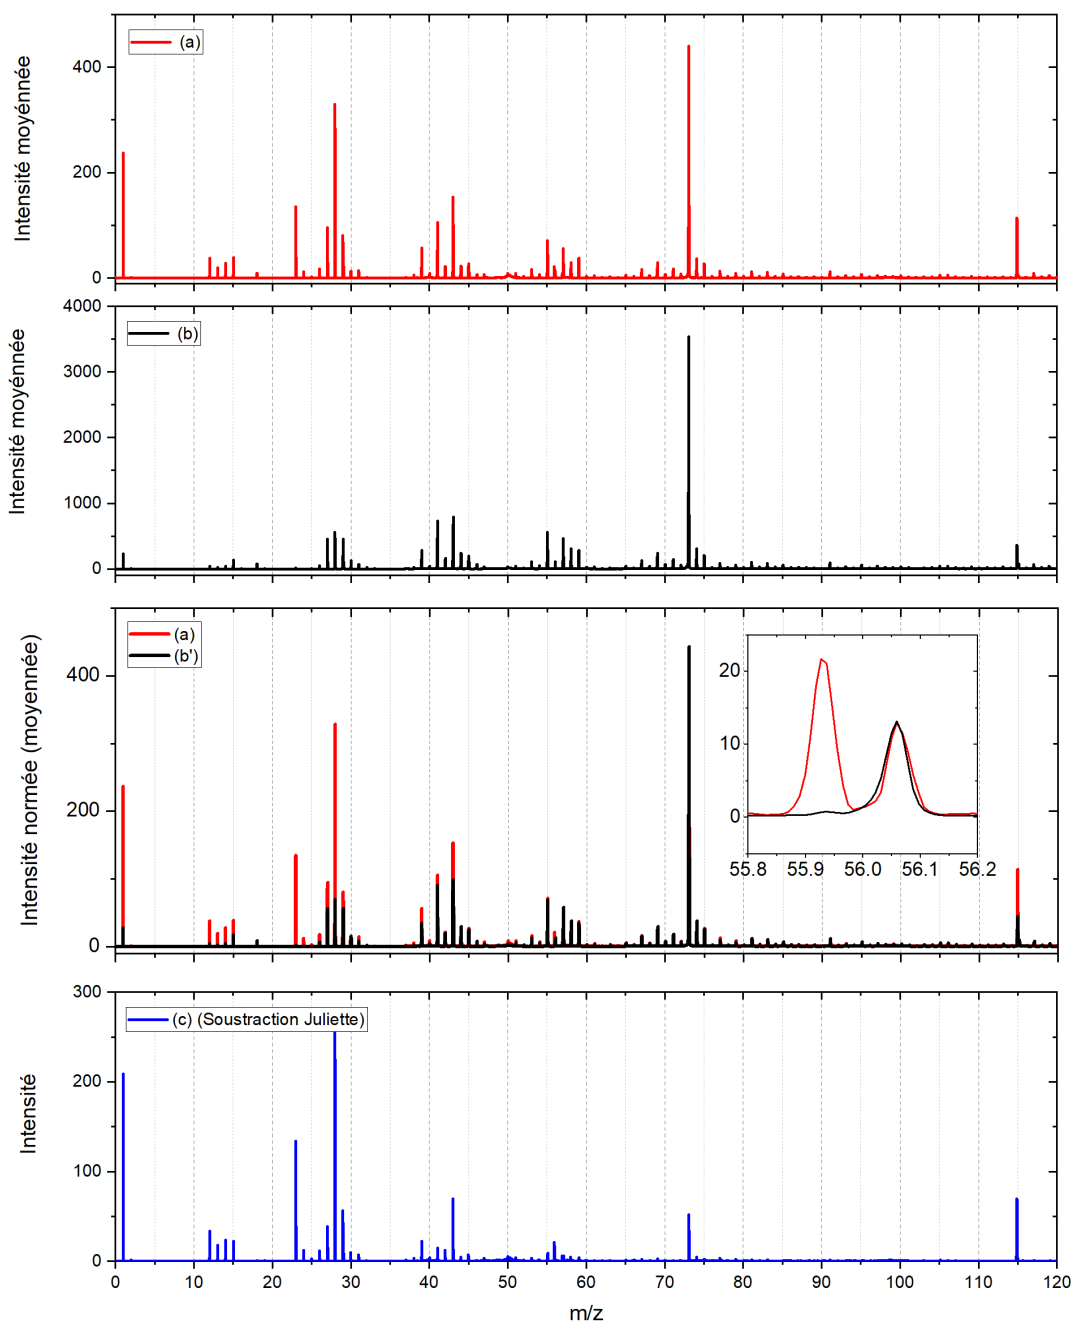 (a)
400
200
0
Intensité moyénnée
(b)
4000
3000
2000
1000
0
Intensité moyénnée
(a)
(b')
400
200
0
Intensité normée (moyennée)
20
10
0
55.8 55.9 56.0 56.1 56.2
(c) (Soustraction Juliette)
300
200
100
0
Intensité
0 10 20 30 40 50 60 70 80 90 100 110 120
m/z